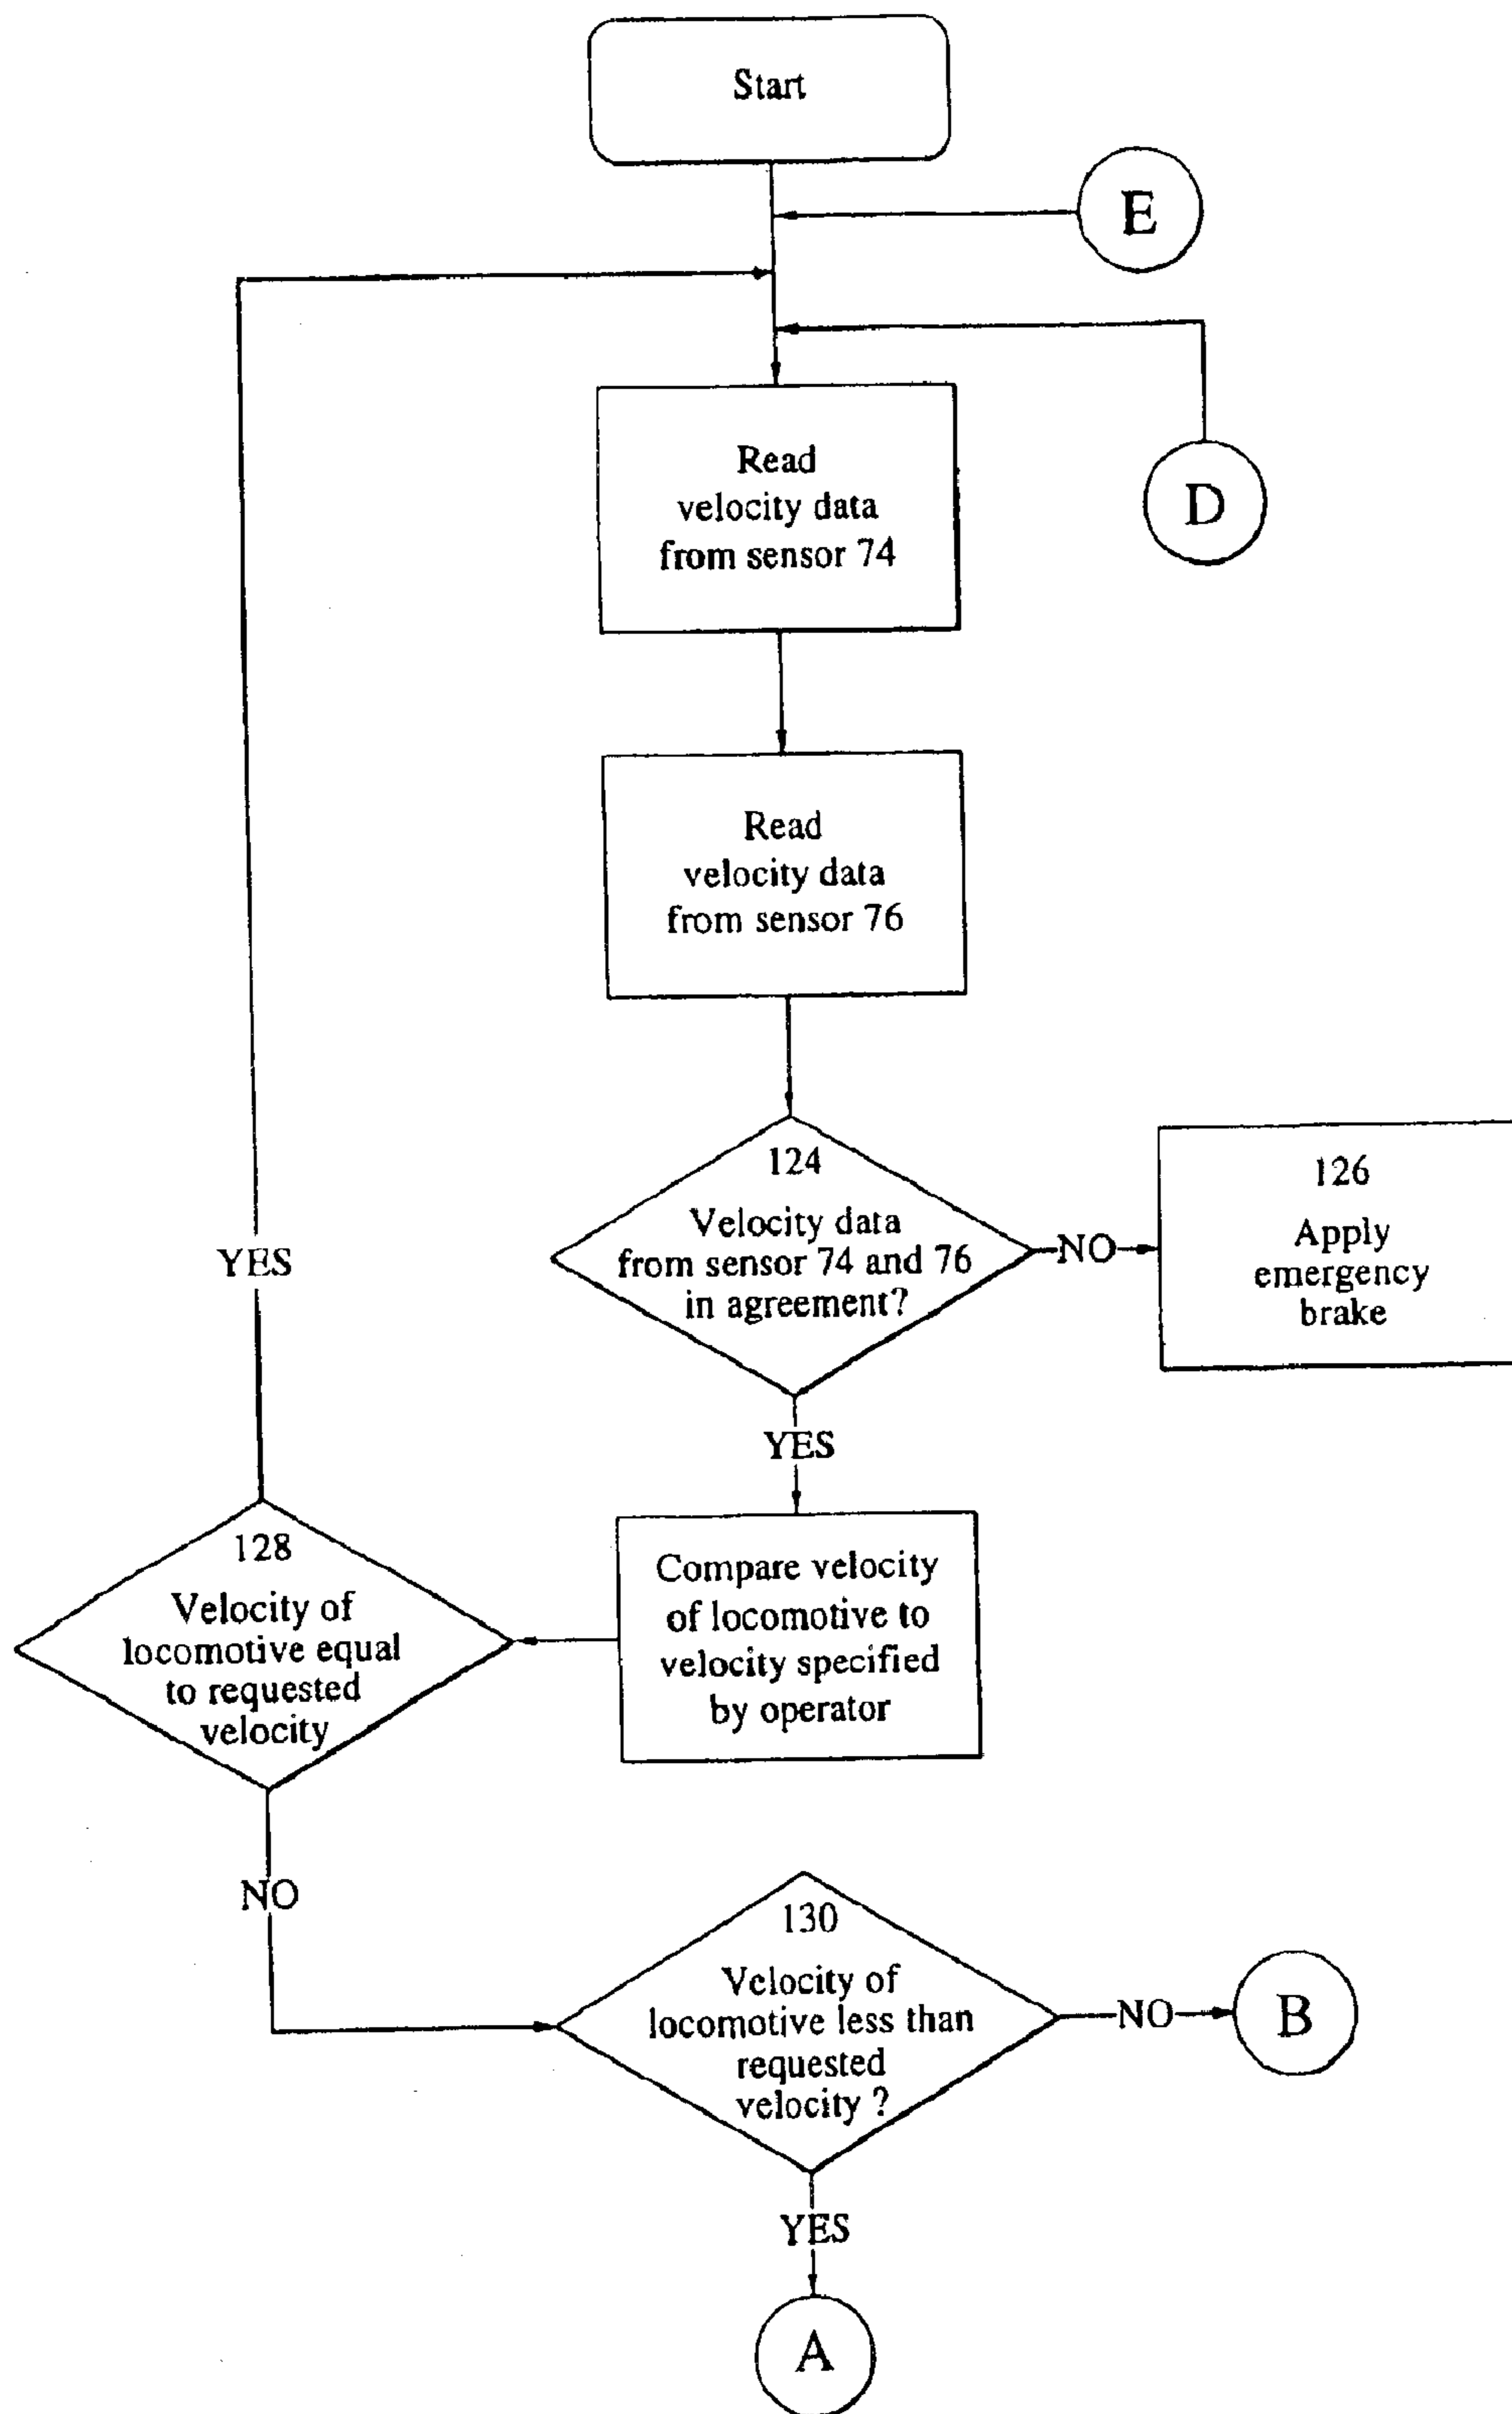 Start
E
D
Read
velocity data
from sensor 74
Read
velocity data
from sensor 76
124
Velocity data
from sensor 74 and 76
in agreement?
NO
126
Apply
emergency
brake
YES
YES
Compare velocity
of locomotive to
velocity specified
by operator
128
Velocity of
locomotive equal
to requested
velocity
NO
130
Velocity of
locomotive less than
requested
velocity ?
NO
B
YES
A